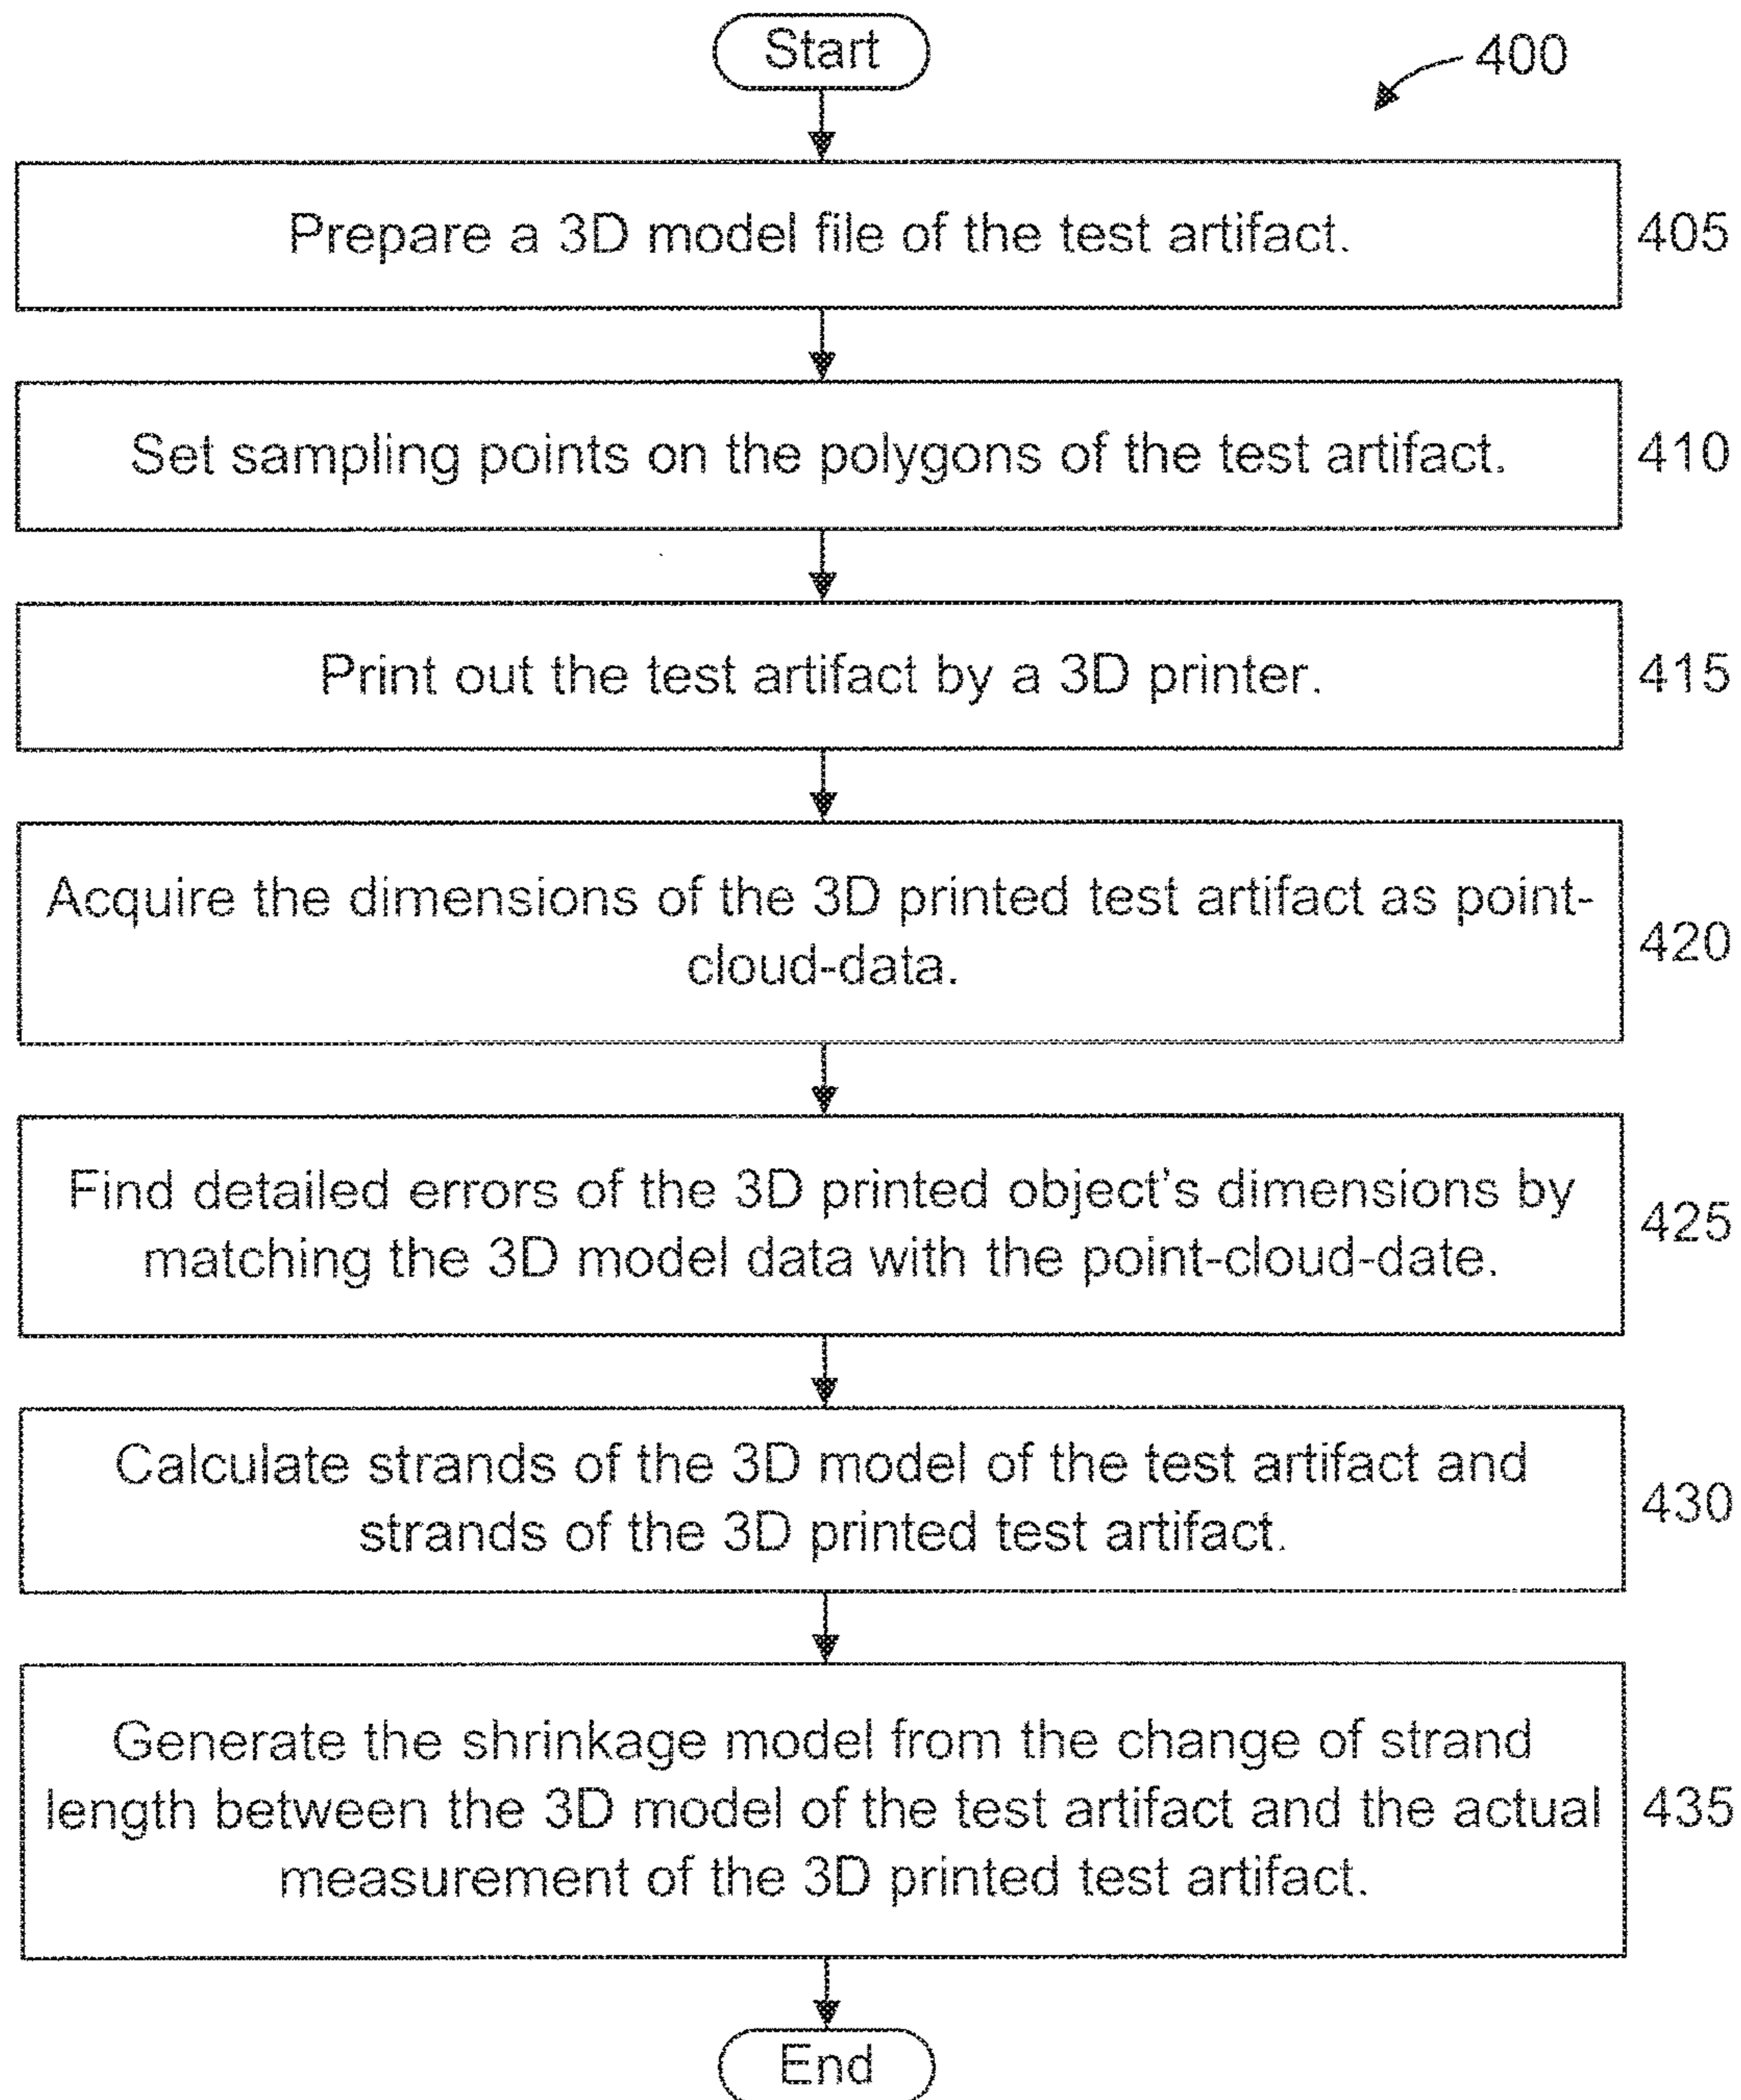 Start
400
Prepare a 3D model file of the test artifact.
405
Set sampling points on the polygons of the test artifact.
410
Print out the test artifact by a 3D printer.
415
Acquire the dimensions of the 3D printed test artifact as point-
cloud-data.
420
Find detailed errors of the 3D printed object's dimensions by
matching the 3D model data with the point-cloud-date.
425
Calculate strands of the 3D model of the test artifact and
strands of the 3D printed test artifact.
430
Generate the shrinkage model from the change of strand
length between the 3D model of the test artifact and the actual
measurement of the 3D printed test artifact.
435
End